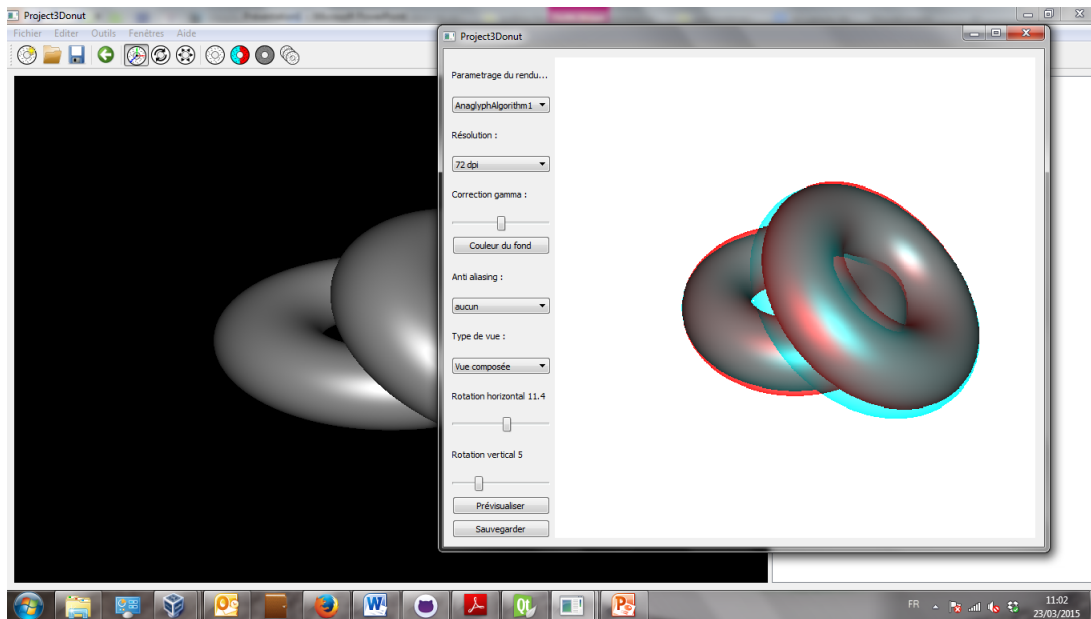 Project3Donut
Fichier Editer Outils Fenêtres Aide
Project3Donut
Parametrage du rendu...
AnaglyphAlgorithm1
Résolution :
72 dpi
Correction gamma :
Couleur du fond
Anti aliasing :
aucun
Type de vue :
Vue composée
Rotation horizontal 11.4
Rotation vertical 5
Prévisualiser
Sauvegarder
FR
11:02
23/03/2015